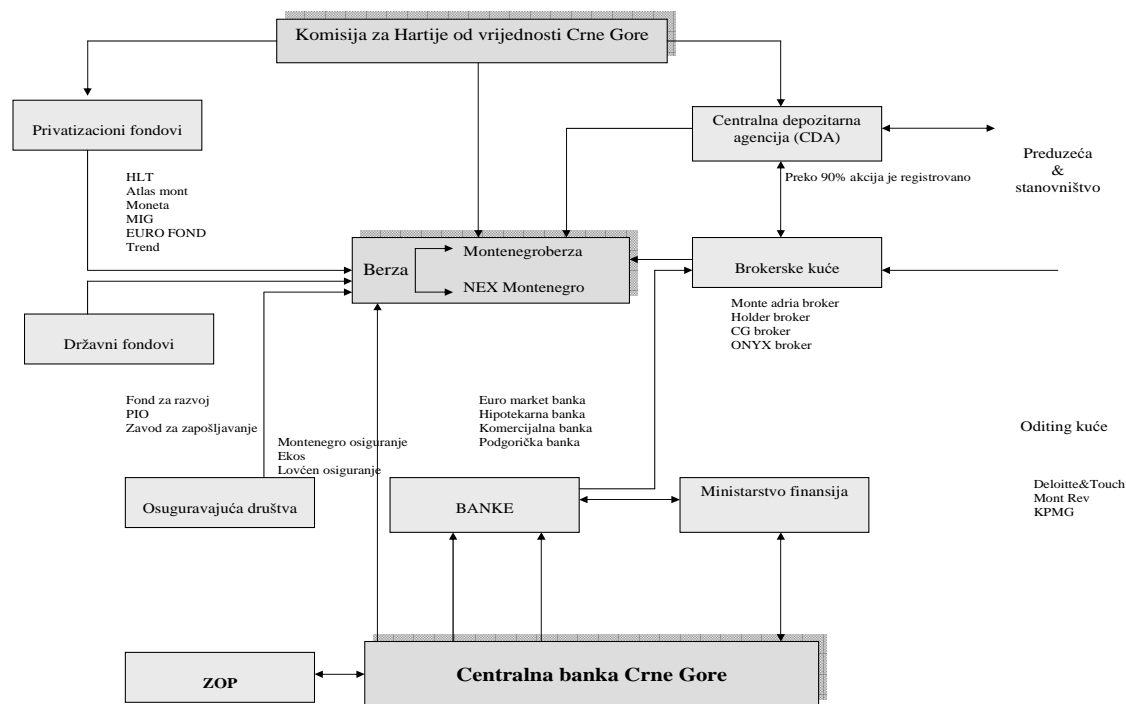 Komisija za Hartije od vrijednosti Crne Gore
Privatizacioni fondovi
Centralna depozitarna
agencija (CDA)
Preduzeća
&
stanovništvo
HLT
Atlas mont
Moneta
MIG
EURO FOND
Trend
Preko 90% akcija je registrovano
Berza
Montenegroberza
NEX Montenegro
Brokerske kuće
Monte adria broker
Holder broker
CG broker
ONYX broker
Državni fondovi
Fond za razvoj
PIO
Zavod za zapošljavanje
Euro market banka
Hipotekarna banka
Komercijalna banka
Podgorička banka
Montenegro osiguranje
Ekos
Lovćen osiguranje
Oditing kuće
Deloitte&Touch
Mont Rev
KPMG
Osuguravajuća društva
BANKE
Ministarstvo finansija
ZOP
Centralna banka Crne Gore